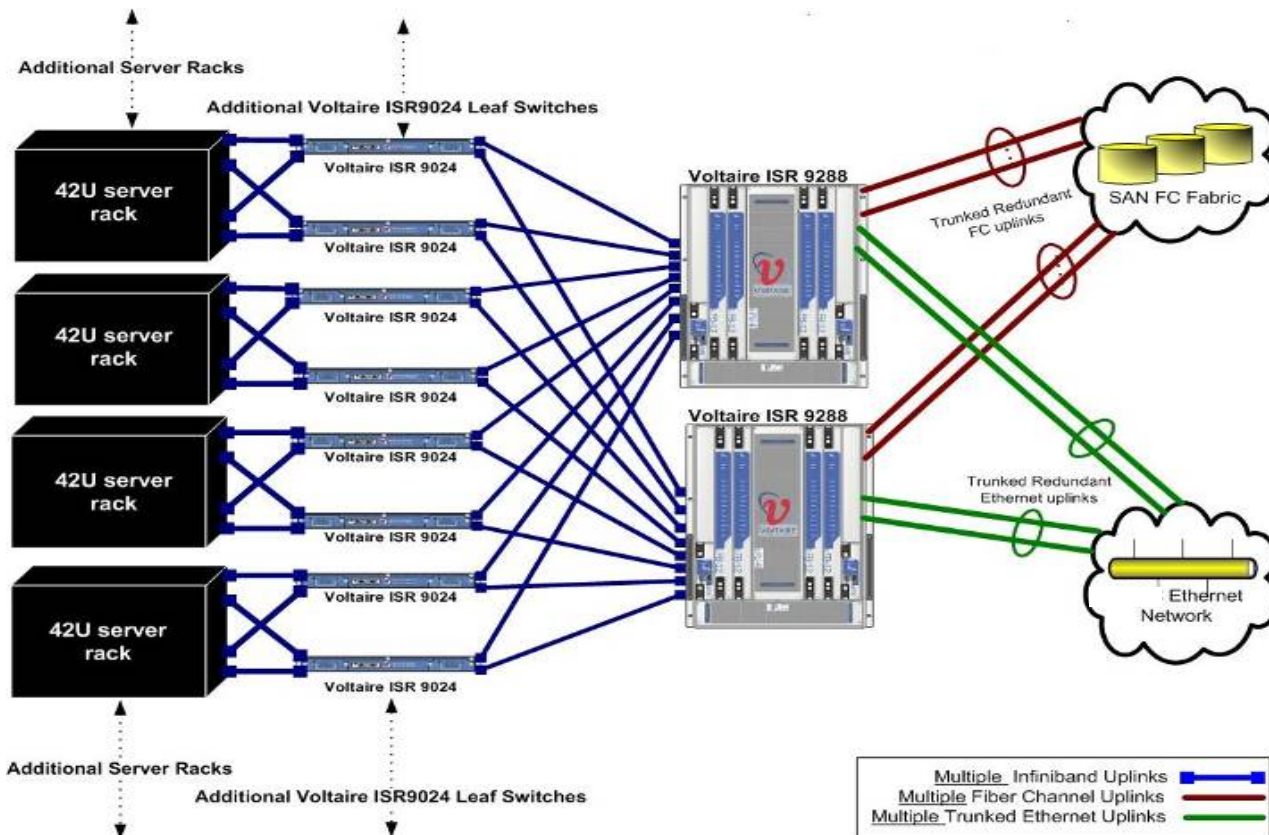 Additional Server Racks
Additional Voltaire ISR9024 Leaf Switches
42U server
rack
Voltaire ISR 9024
Voltaire ISR 9024
42U server
rack
Voltaire ISR 9024
Voltaire ISR 9024
42U server
rack
Voltaire ISR 9024
Voltaire ISR 9024
42U server
rack
Voltaire ISR 9024
Voltaire ISR 9024
Additional Server Racks
Additional Voltaire ISR9024 Leaf Switches
Voltaire ISR 9288
Voltaire ISR 9288
SAN FC Fabric
Trunked Redundant
FC uplinks
Trunked Redundant
Ethernet uplinks
Ethernet
Network
Multiple Infiniband Uplinks
Multiple Fiber Channel Uplinks
Multiple Trunked Ethernet Uplinks